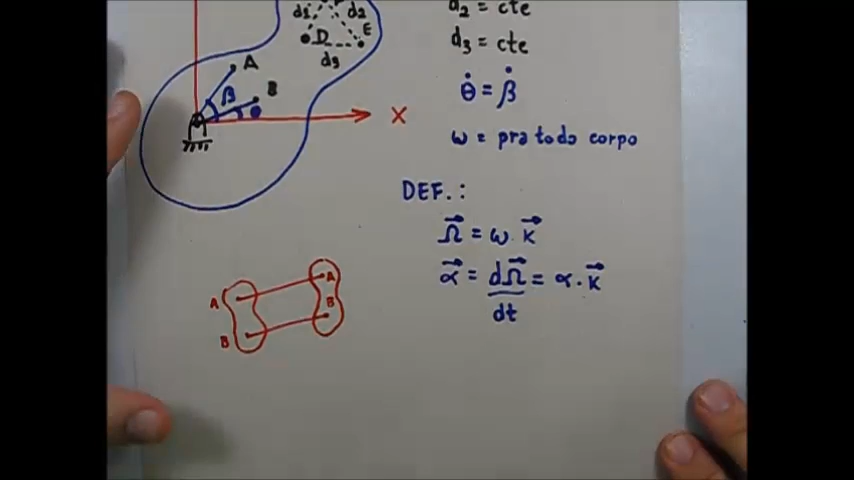 d1 d2
E
D
d3
A
β
B
θ
X
d₂ = cte
d₃ = cte
θ̇ = β̇
ω = pra todo corpo
DEF.:
Ω⃗ = ω . k⃗
α⃗ = dΩ⃗/dt = α . k⃗
A A
B B